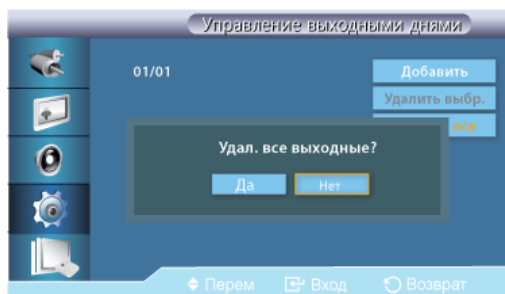 Управление выходными днями
01/01
Добавить
Удалить выбр.
все
Удал. все выходные?
Да
Нет
Перем Вход Возврат